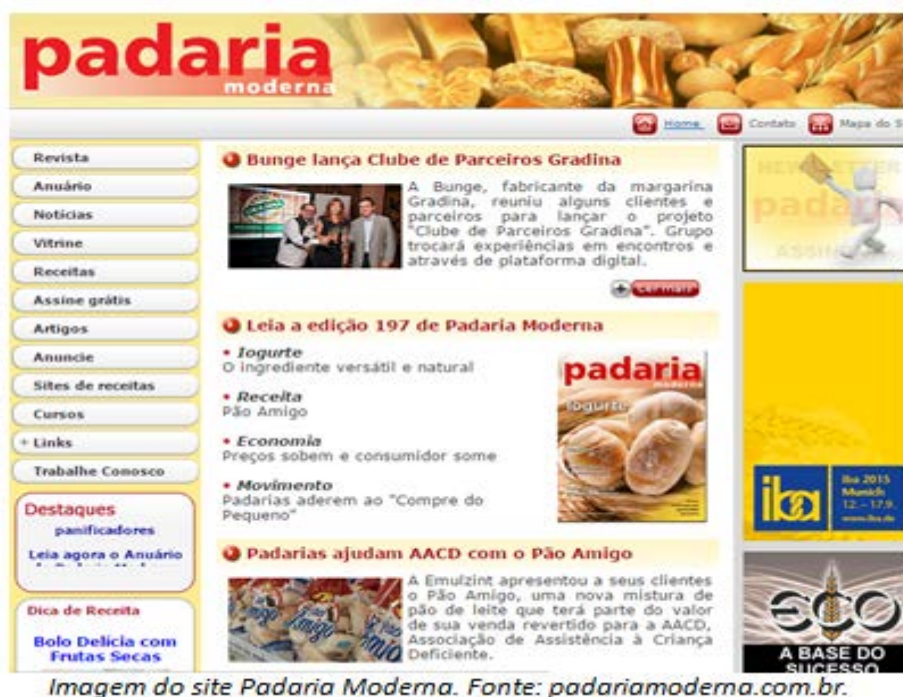 padaria
moderna
Home
Contato
Mapa do S
Revista
Anuário
Notícias
Vitrine
Receitas
Assine grátis
Artigos
Anuncie
Sites de receitas
Cursos
+ Links
Trabalhe Conosco
Destaques
panificadores
Leia agora o Anuário
Dica de Receita
Bolo Delícia com
Frutas Secas
Bunge lança Clube de Parceiros Gradina
A Bunge, fabricante da margarina
Gradina, reuniu alguns clientes e
parceiros para lançar o projeto
"Clube de Parceiros Gradina". Grupo
trocará experiências em encontros e
através de plataforma digital.
Ler mais
Leia a edição 197 de Padaria Moderna
• Iogurte
O ingrediente versátil e natural
• Receita
Pão Amigo
• Economia
Preços sobem e consumidor some
• Movimento
Padarias aderem ao "Compre do
Pequeno"
padaria
moderna
Iogurte
Padarias ajudam AACD com o Pão Amigo
A Emulzint apresentou a seus clientes
o Pão Amigo, uma nova mistura de
pão de leite que terá parte do valor
de sua venda revertido para a AACD,
Associação de Assistência à Criança
Deficiente.
padaria
iba
iba 2015
Munich
12. - 17.9.
www.iba.de
ECO
A BASE DO
SUCESSO
Imagem do site Padaria Moderna. Fonte: padariamoderna.com.br.